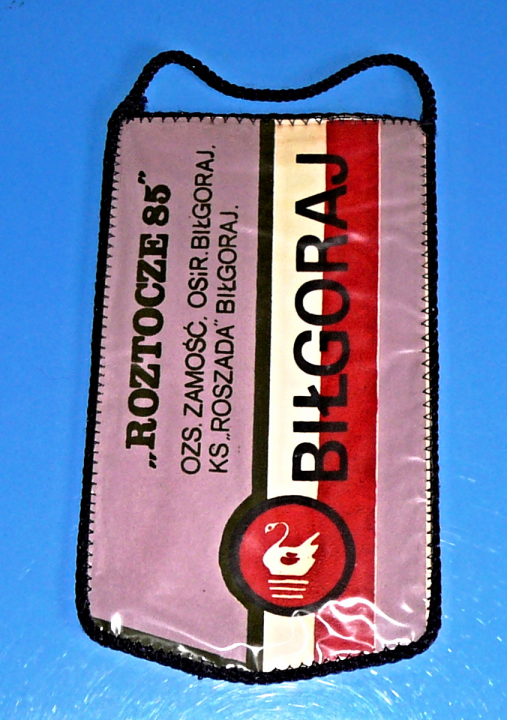 „ROZTOCZE 85”
OZS. ZAMOŚĆ. OSiR. BIŁGORAJ.
KS „ROSZADA” BIŁGORAJ.
BIŁGORAJ